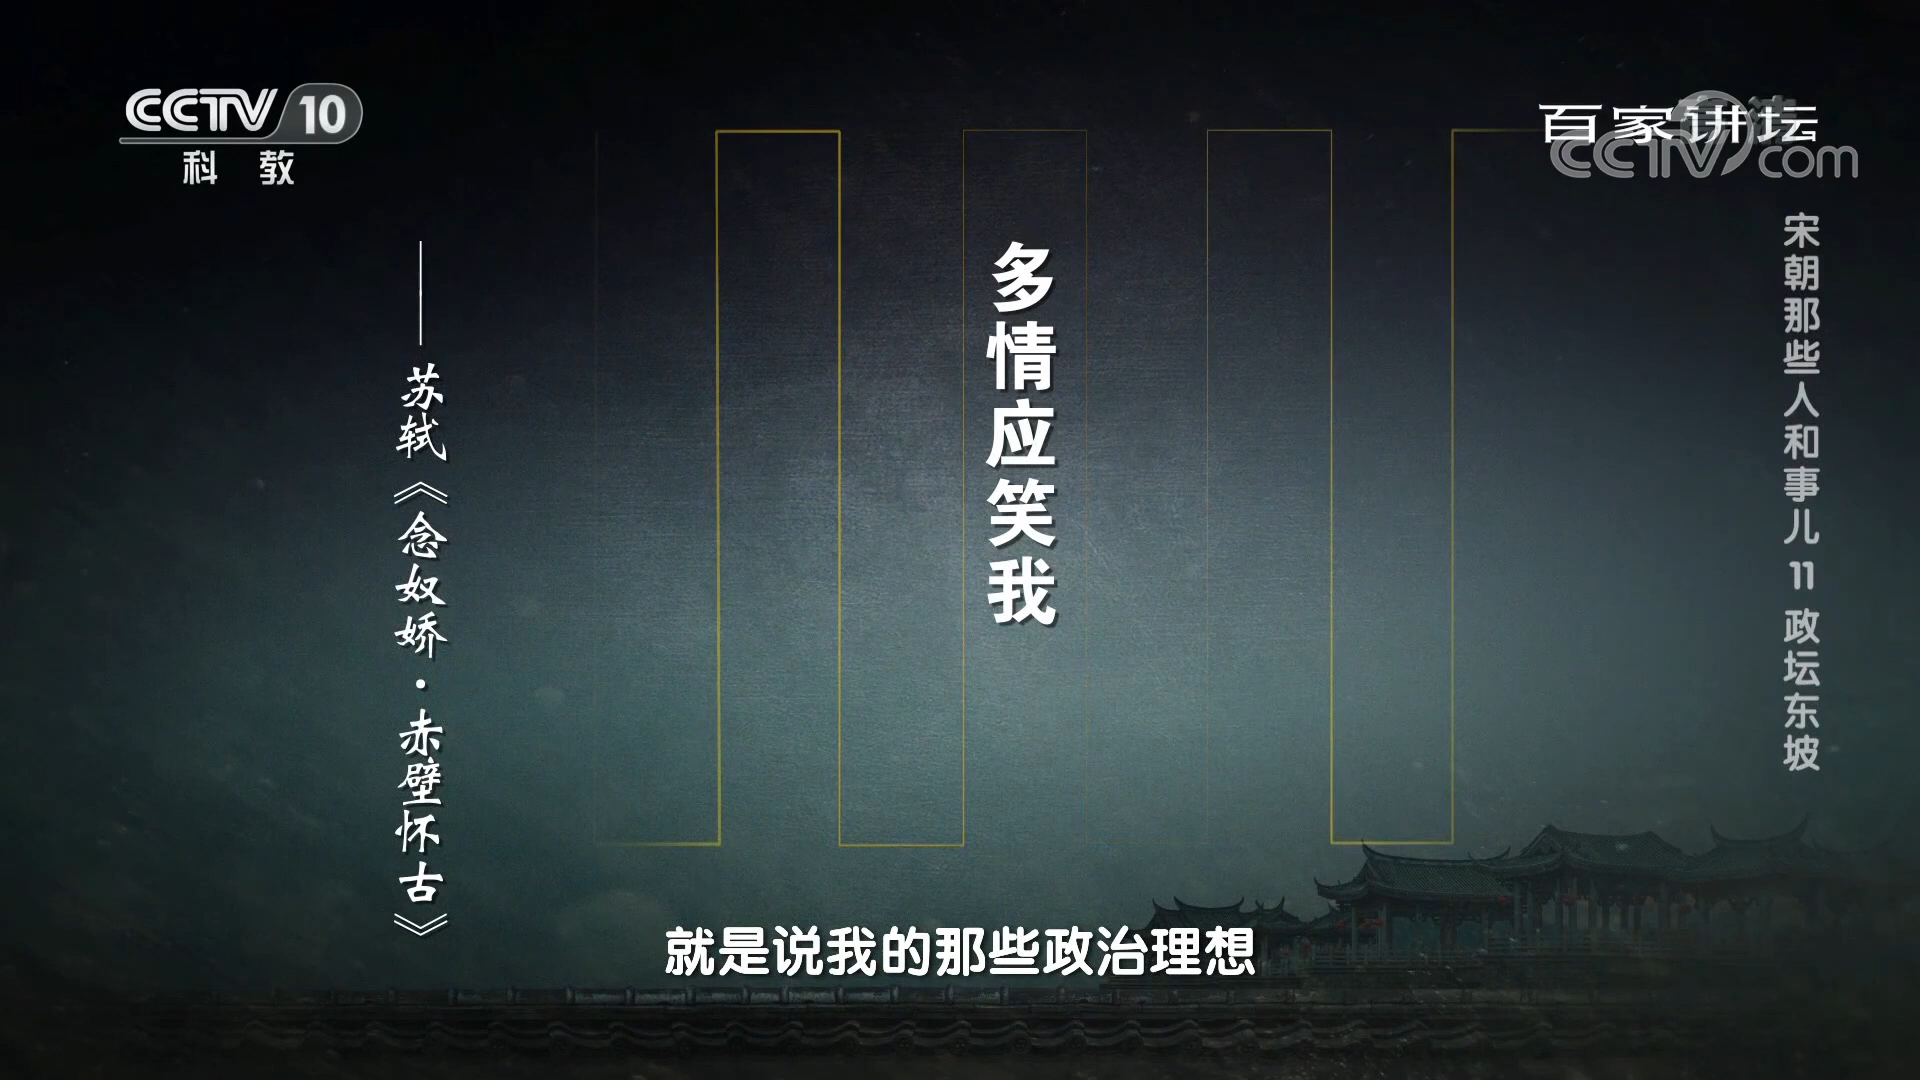 CCTV 10
科教
百家讲坛
CCTV com
宋朝那些人和事儿 11 政坛东坡
多情应笑我
——苏轼《念奴娇·赤壁怀古》
就是说我的那些政治理想